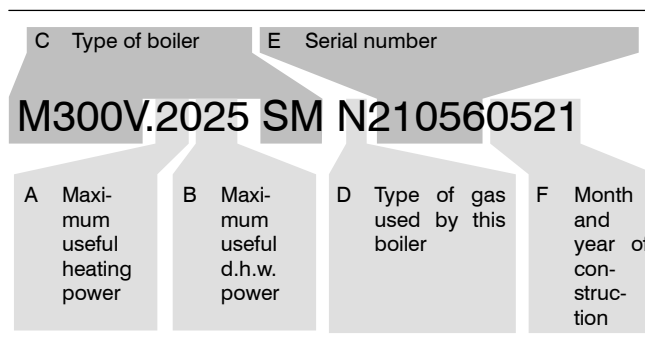 C Type of boiler E Serial number
M300V.2025 SM N210560521
A Maxi-
mum
useful
heating
power
B Maxi-
mum
useful
d.h.w.
power
D Type of gas
used by this
boiler
F Month
and
year of
con-
struc-
tion